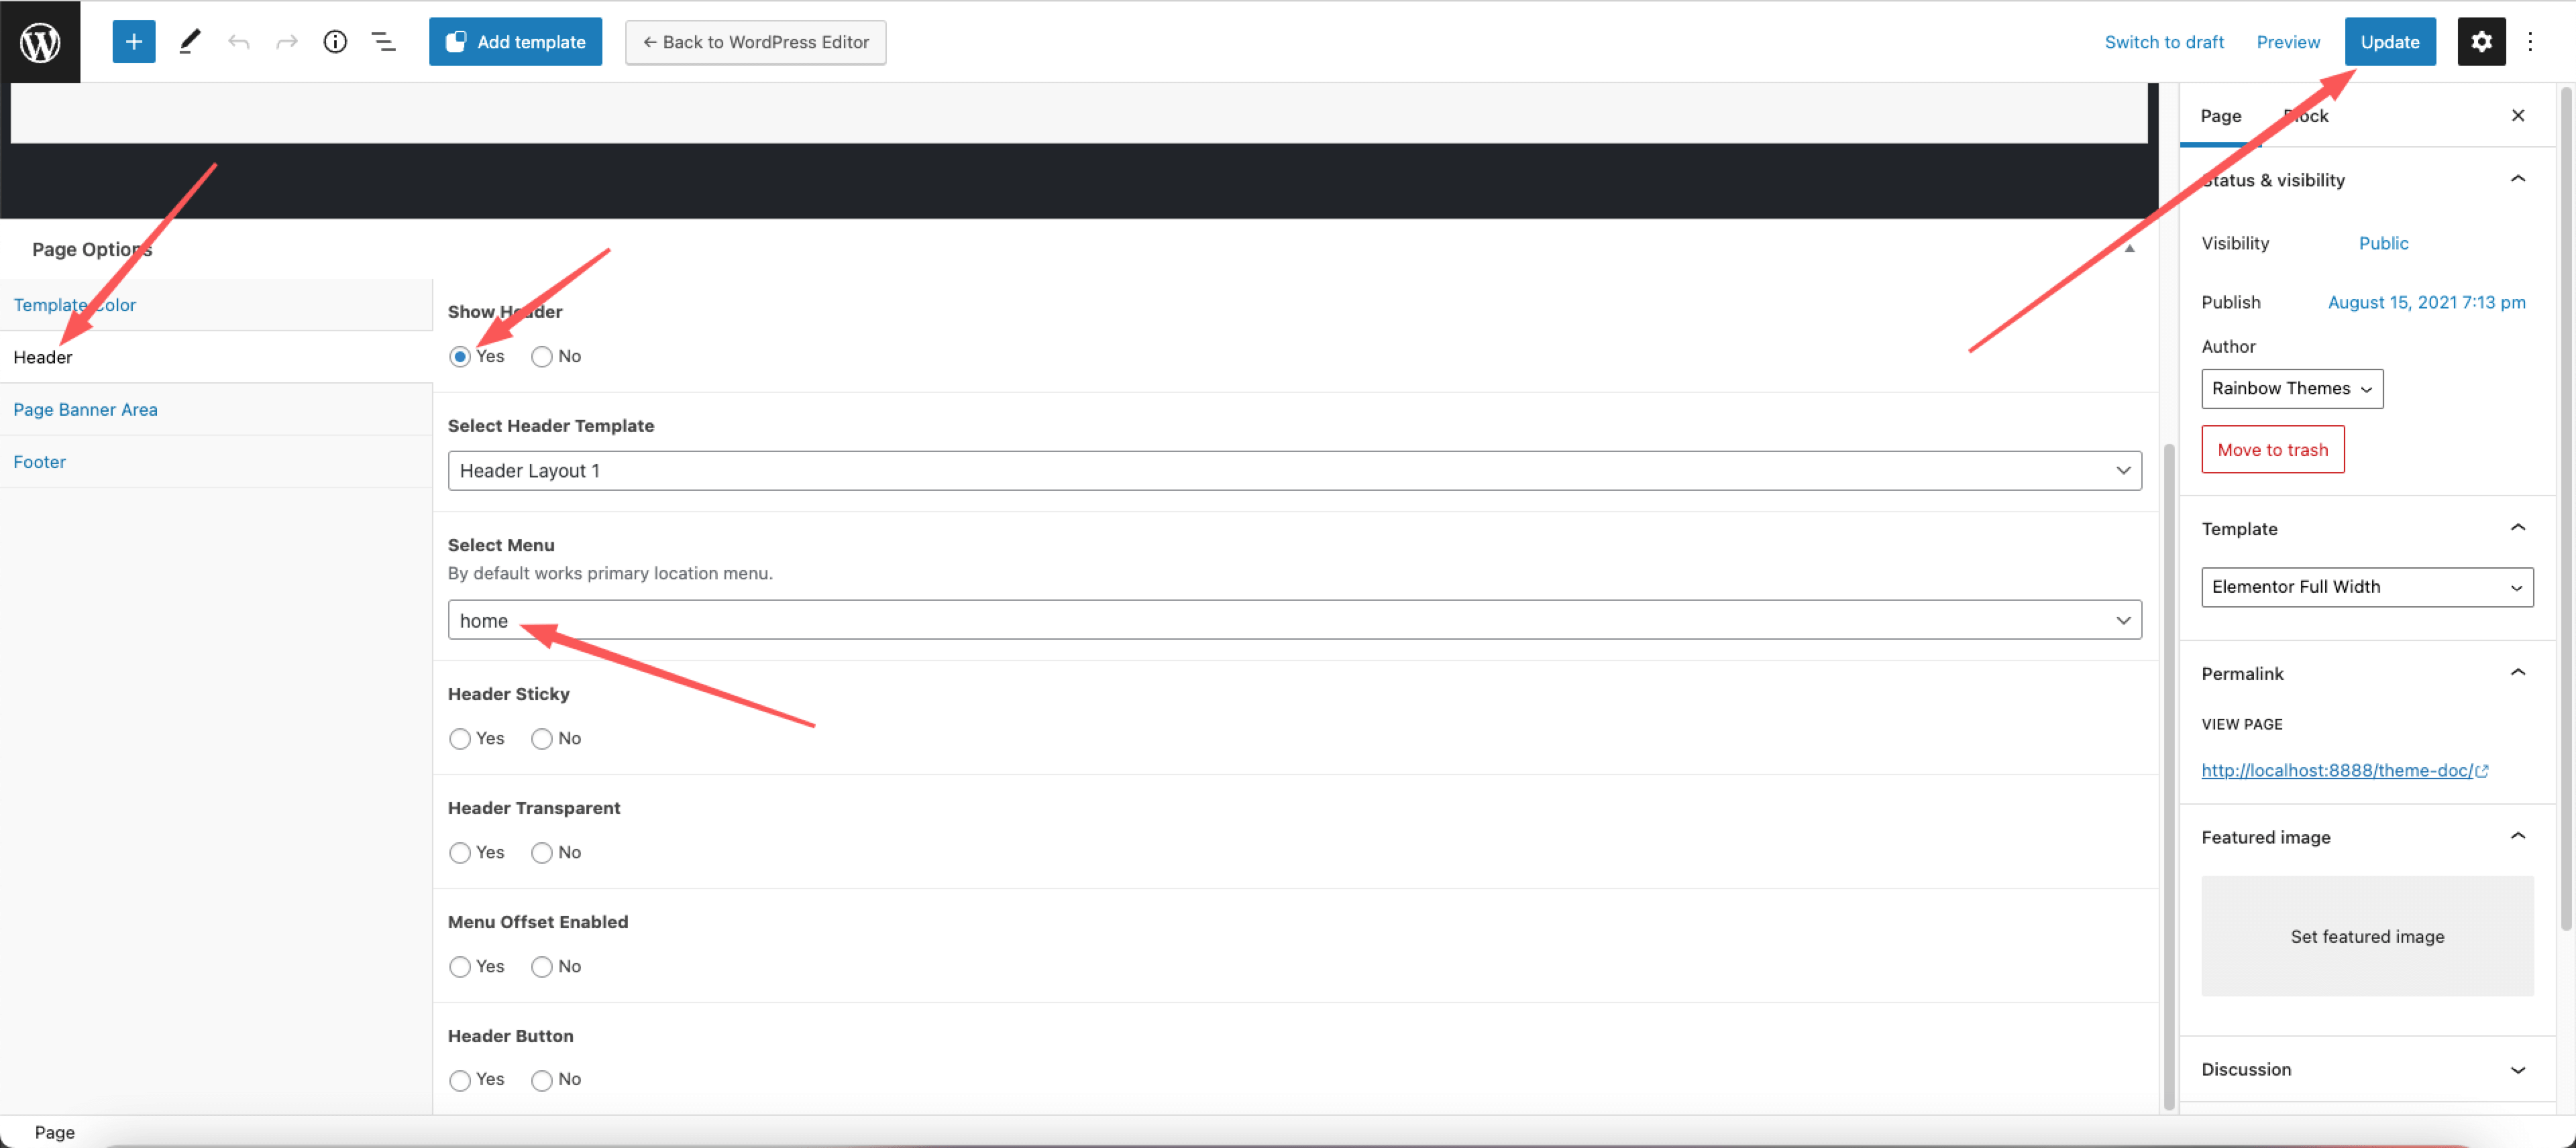 Add template
← Back to WordPress Editor
Switch to draft
Preview
Update
Page Options
Template Color
Header
Page Banner Area
Footer
Show Header
Yes
No
Select Header Template
Header Layout 1
Select Menu
By default works primary location menu.
home
Header Sticky
Yes
No
Header Transparent
Yes
No
Menu Offset Enabled
Yes
No
Header Button
Yes
No
Page
Block
Status & visibility
Visibility
Public
Publish
August 15, 2021 7:13 pm
Author
Rainbow Themes
Move to trash
Template
Elementor Full Width
Permalink
VIEW PAGE
http://localhost:8888/theme-doc/
Featured image
Set featured image
Discussion
Page